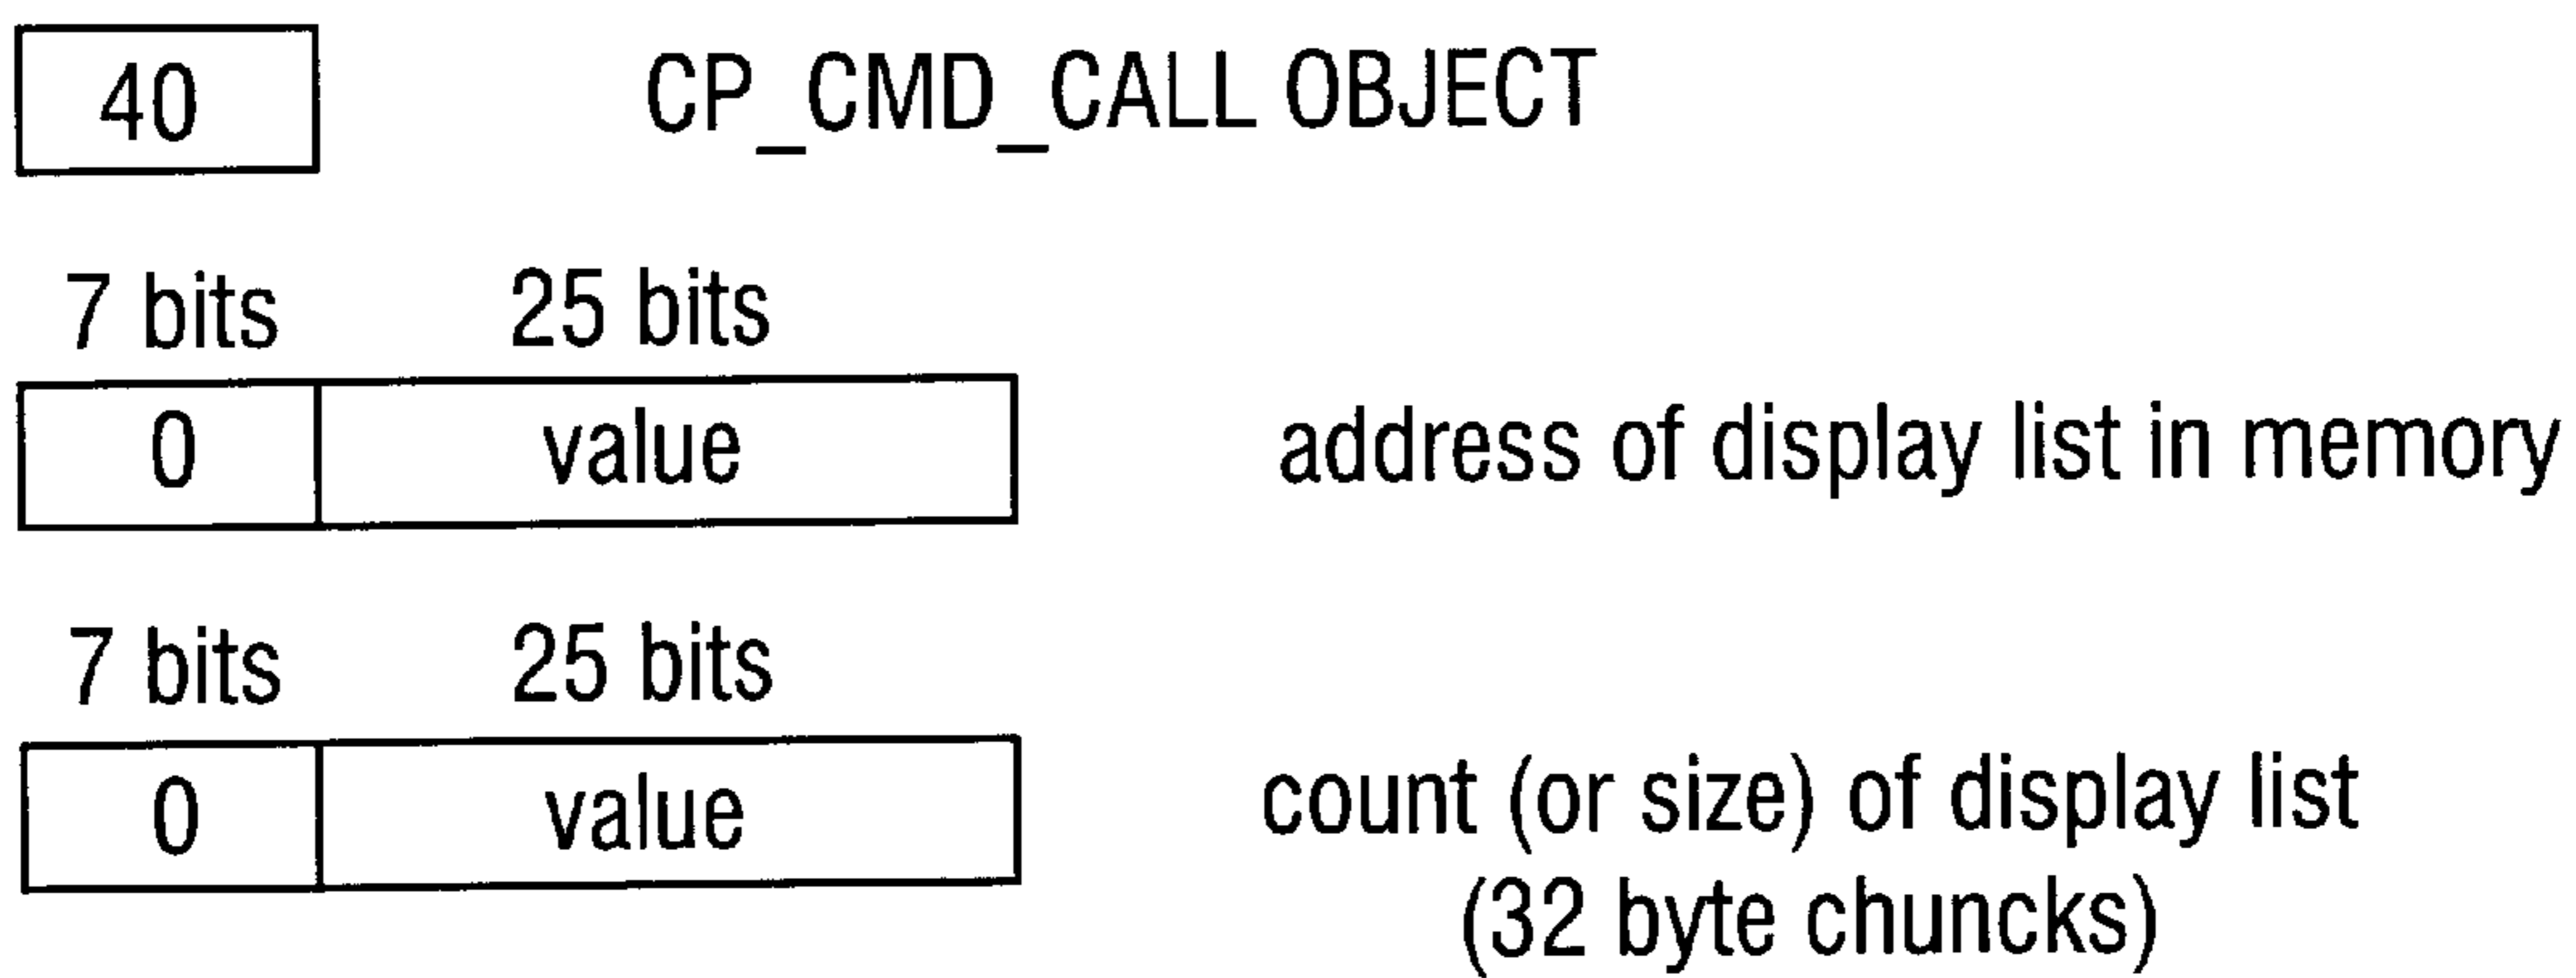 40 CP_CMD_CALL OBJECT
7 bits 25 bits
0 value address of display list in memory
7 bits 25 bits
0 value count (or size) of display list
(32 byte chuncks)